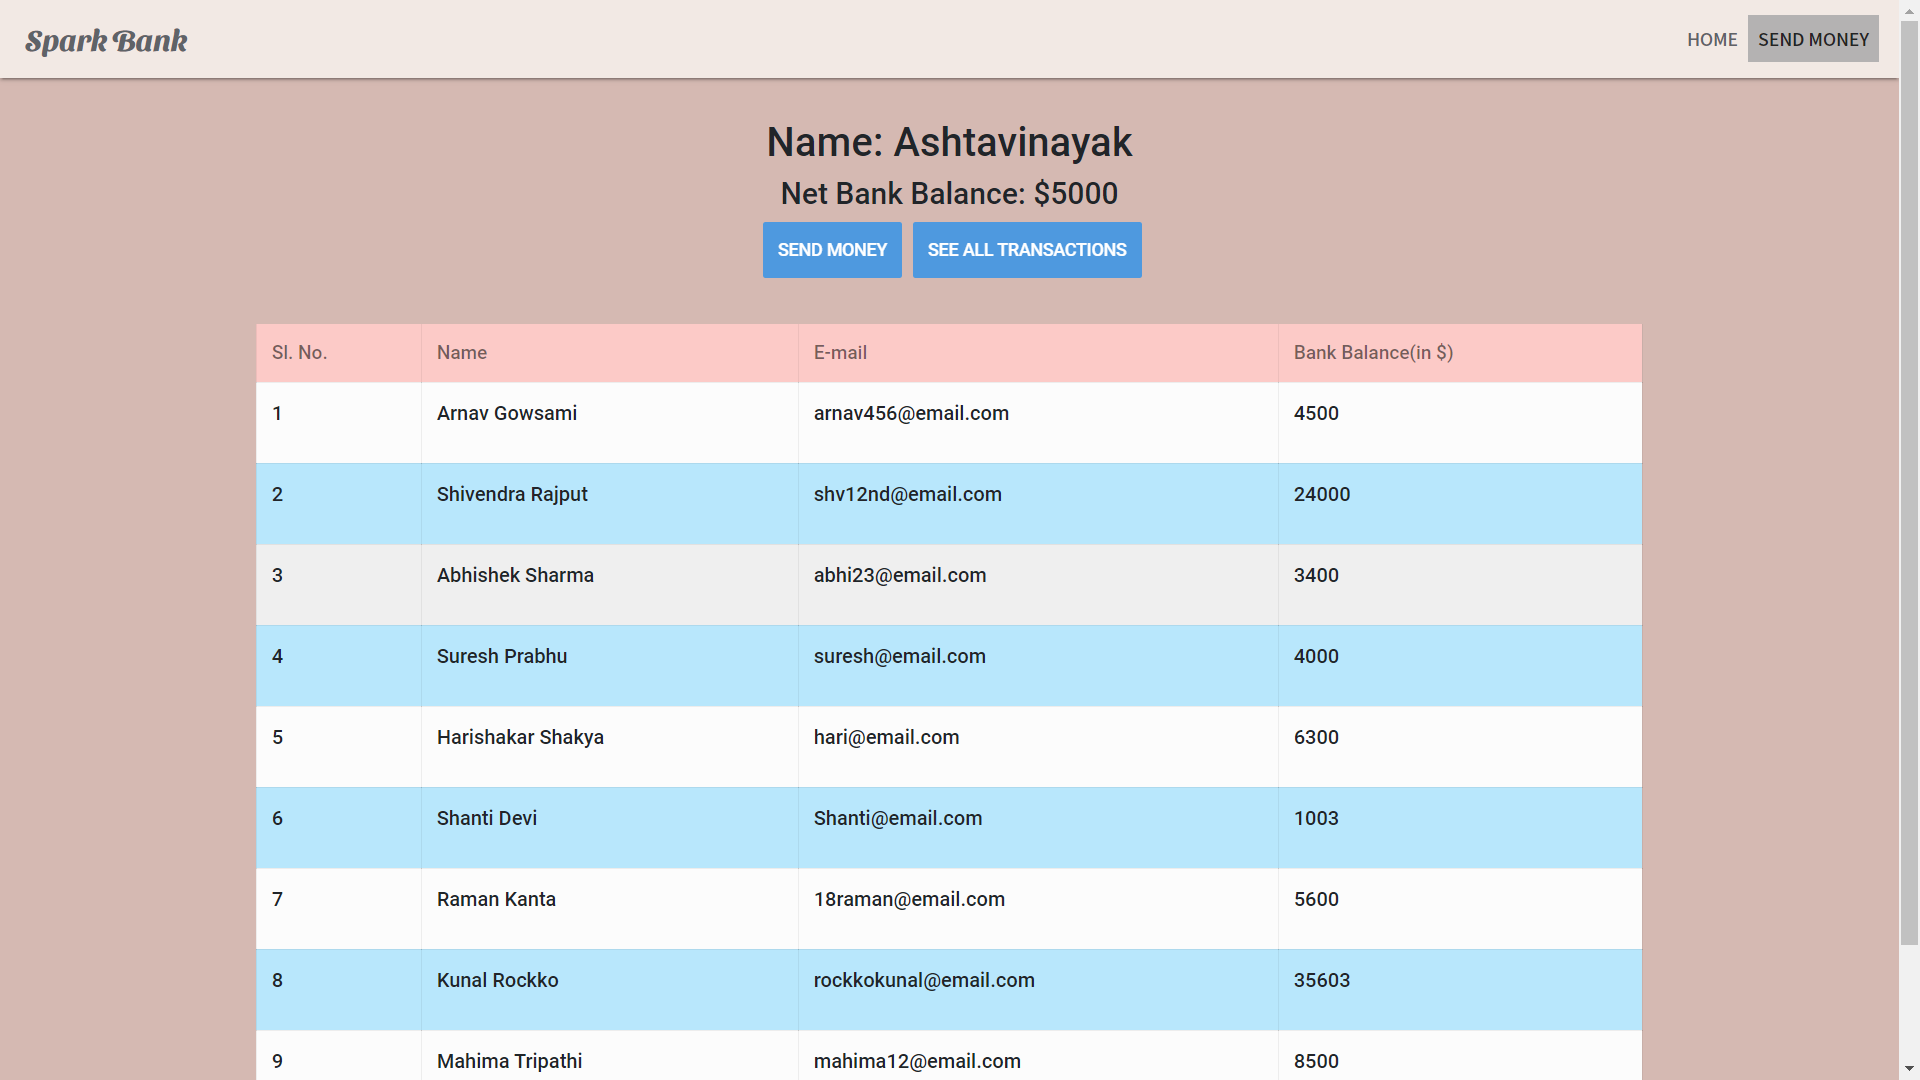 Spark Bank HOME SEND MONEY
Name: Ashtavinayak
Net Bank Balance: $5000
SEND MONEY SEE ALL TRANSACTIONS
Sl. No. Name E-mail Bank Balance(in $)
1 Arnav Gowsami arnav456@email.com 4500
2 Shivendra Rajput shv12nd@email.com 24000
3 Abhishek Sharma abhi23@email.com 3400
4 Suresh Prabhu suresh@email.com 4000
5 Harishakar Shakya hari@email.com 6300
6 Shanti Devi Shanti@email.com 1003
7 Raman Kanta 18raman@email.com 5600
8 Kunal Rockko rockkokunal@email.com 35603
9 Mahima Tripathi mahima12@email.com 8500